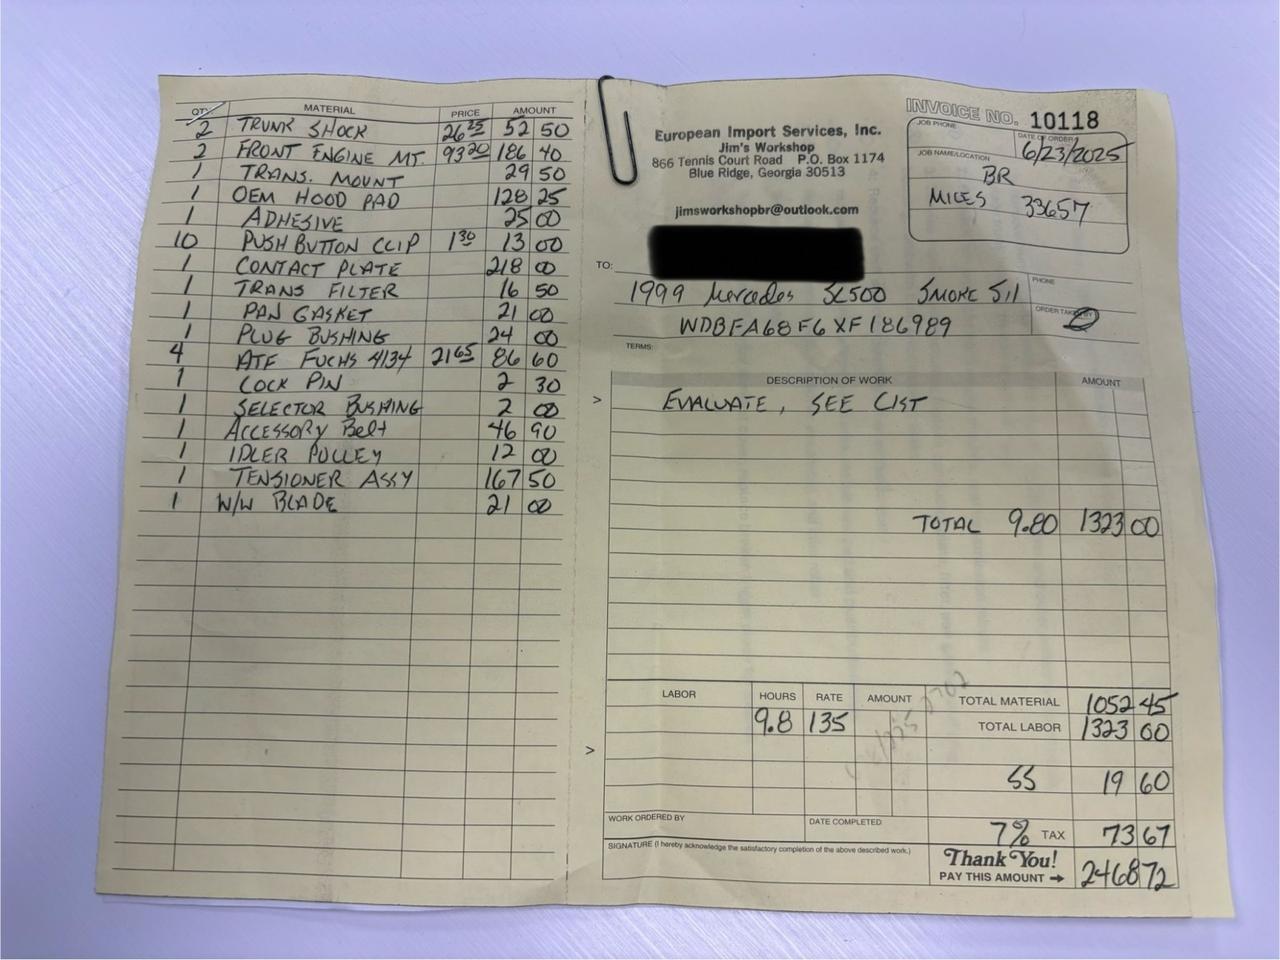 QTY. MATERIAL PRICE AMOUNT
2 TRUNK SHOCK 26 25 52 50
2 FRONT ENGINE MT. 93 20 186 40
1 TRANS. MOUNT 29 50
1 OEM HOOD PAD 128 25
1 ADHESIVE 25 00
10 PUSH BUTTON CLIP 1 30 13 00
1 CONTACT PLATE 218 00
1 TRANS FILTER 16 50
1 PAN GASKET 21 00
1 PLUG BUSHING 24 00
4 ATF FUCHS 4134 21 65 86 60
1 LOCK PIN 2 30
1 SELECTOR BUSHING 2 00
1 ACCESSORY Belt 46 90
1 IDLER PULLEY 12 00
1 TENSIONER ASSY 167 50
1 W/W BLADE 21 00
European Import Services, Inc.
Jim's Workshop
866 Tennis Court Road P.O. Box 1174
Blue Ridge, Georgia 30513
jimsworkshopbr@outlook.com
INVOICE NO. 10118
JOB PHONE DATE OF ORDER
6/23/2025
JOB NAME/LOCATION
BR
MILES 33657
TO:
PHONE
1999 Mercedes SL500 SMOKE SIL
ORDER TAKEN BY
WDBFA68F6XF186989
TERMS:
DESCRIPTION OF WORK AMOUNT
> EVALUATE, SEE LIST
TOTAL 9.80 1323 00
LABOR HOURS RATE AMOUNT TOTAL MATERIAL 1052 45
9.8 135 TOTAL LABOR 1323 00
>
SS 19 60
WORK ORDERED BY DATE COMPLETED 7% TAX 73 67
SIGNATURE (I hereby acknowledge the satisfactory completion of the above described work.)
Thank You!
PAY THIS AMOUNT → 2468 72